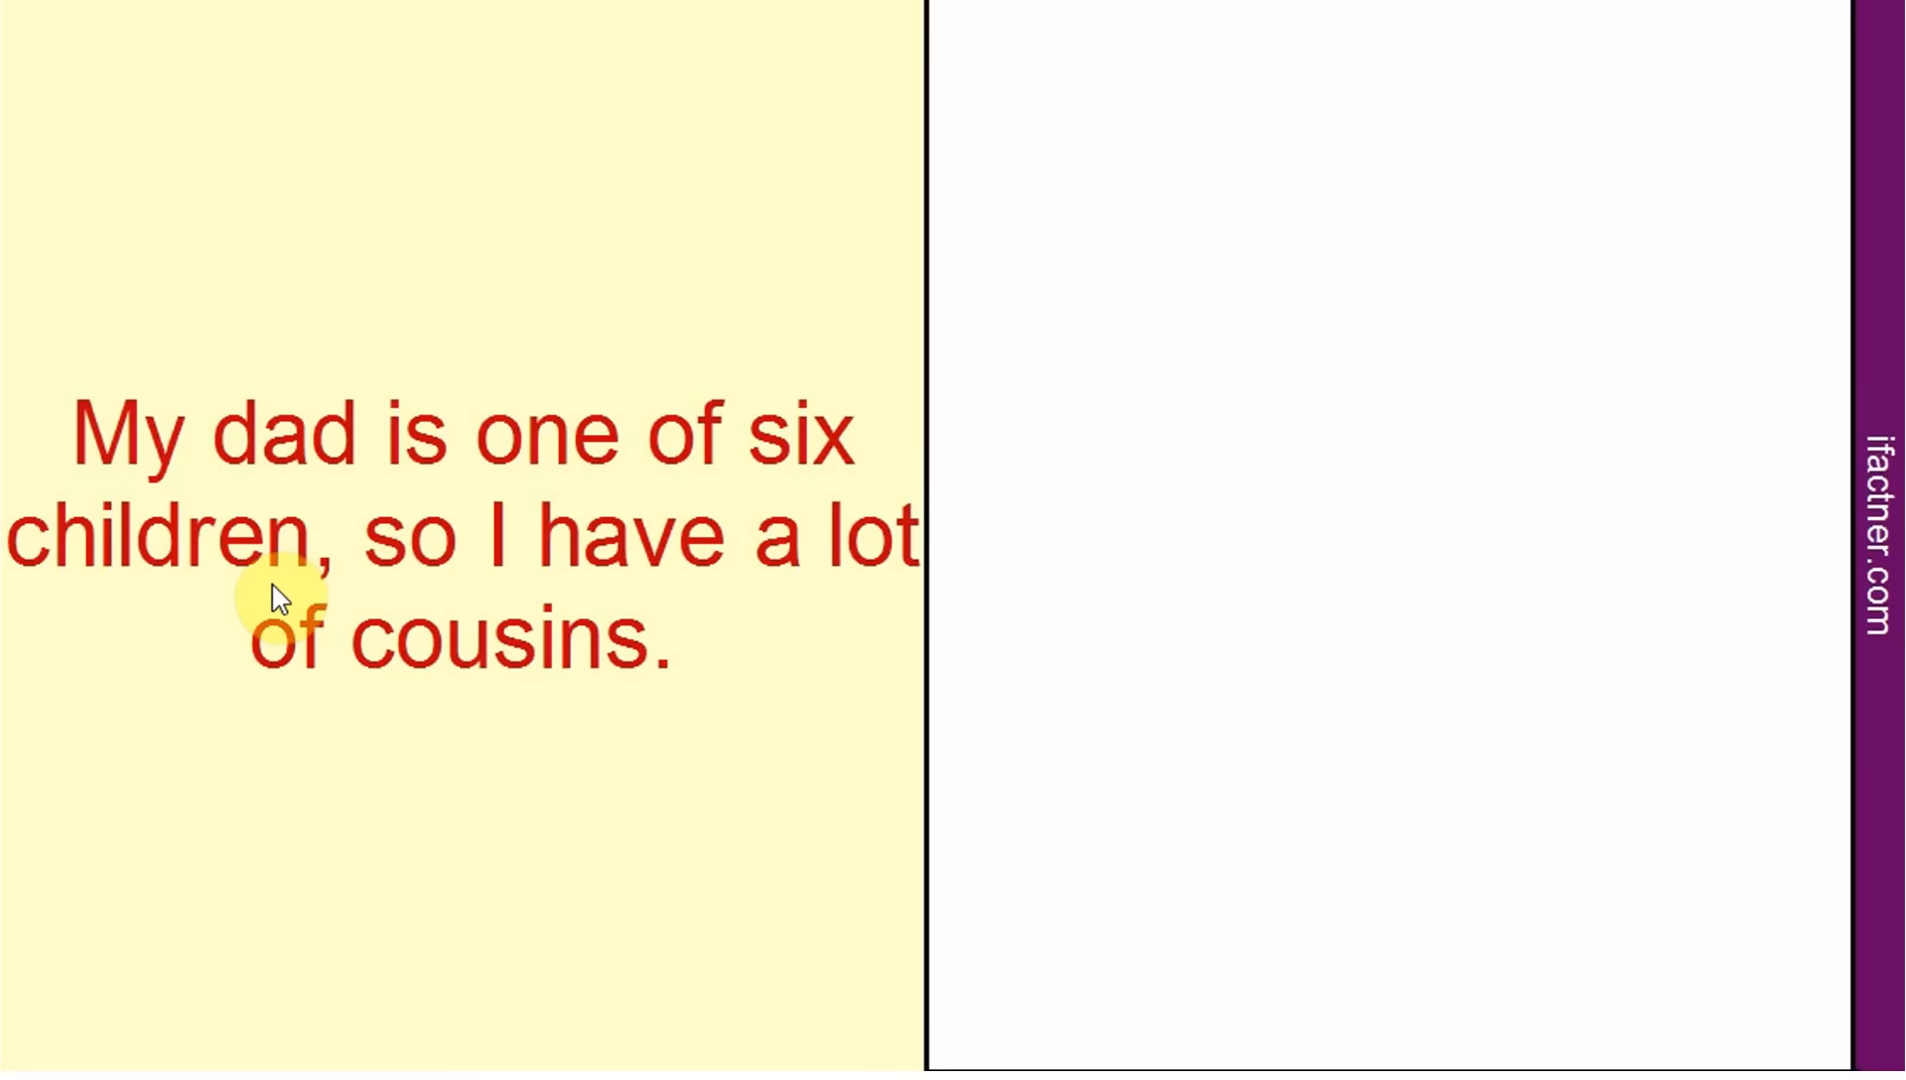 My dad is one of six
children, so I have a lot
of cousins.
ifactner.com